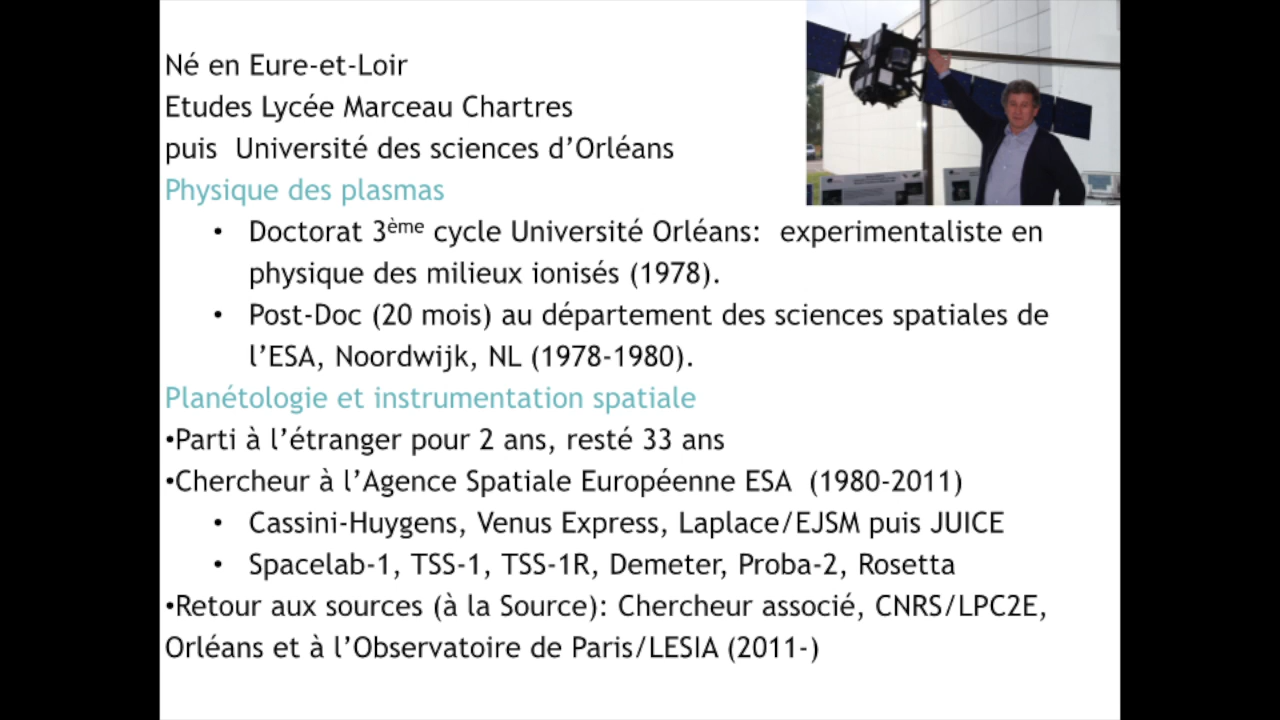 Né en Eure-et-Loir
Etudes Lycée Marceau Chartres
puis  Université des sciences d’Orléans
Physique des plasmas
• Doctorat 3ème cycle Université Orléans:  experimentaliste en
physique des milieux ionisés (1978).
• Post-Doc (20 mois) au département des sciences spatiales de
l’ESA, Noordwijk, NL (1978-1980).
Planétologie et instrumentation spatiale
•Parti à l’étranger pour 2 ans, resté 33 ans
•Chercheur à l’Agence Spatiale Européenne ESA  (1980-2011)
• Cassini-Huygens, Venus Express, Laplace/EJSM puis JUICE
• Spacelab-1, TSS-1, TSS-1R, Demeter, Proba-2, Rosetta
•Retour aux sources (à la Source): Chercheur associé, CNRS/LPC2E,
Orléans et à l’Observatoire de Paris/LESIA (2011-)